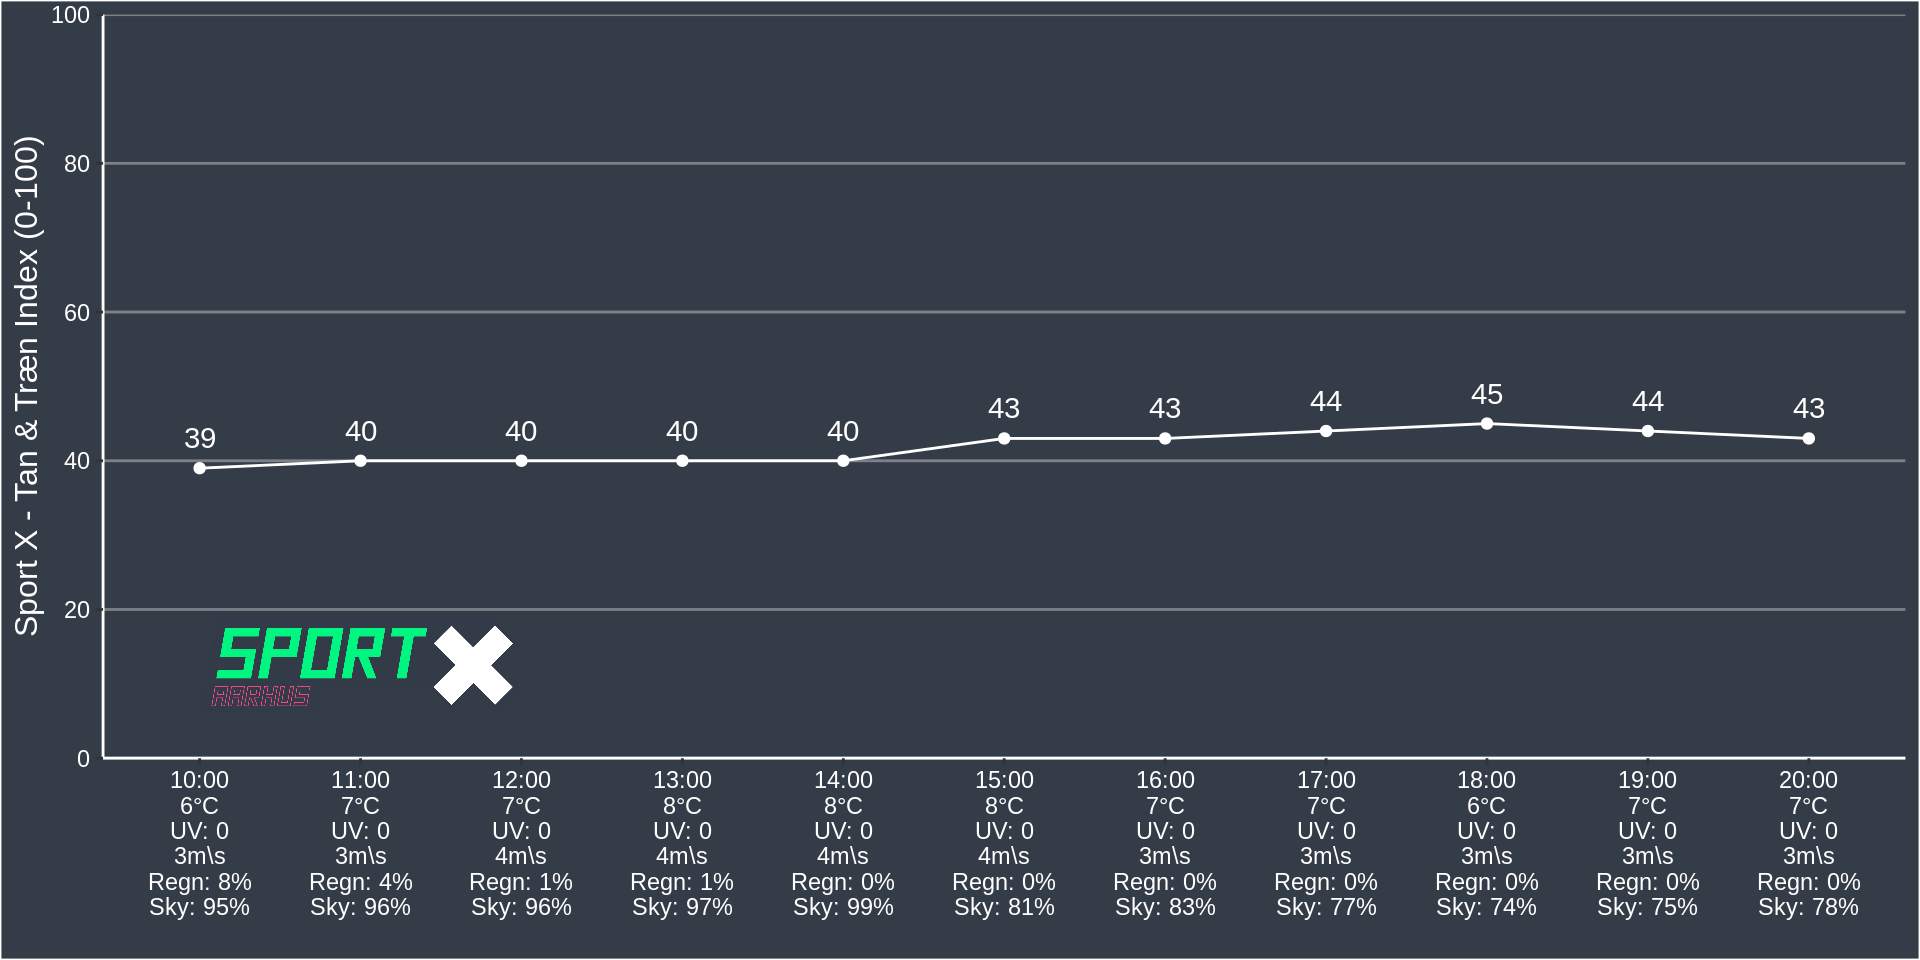 Sport X - Tan & Træn Index (0-100)
100
80
60
40
20
0
39 40 40 40 40 43 43 44 45 44 43
SPORT X
AARHUS
10:00 11:00 12:00 13:00 14:00 15:00 16:00 17:00 18:00 19:00 20:00
6°C 7°C 7°C 8°C 8°C 8°C 7°C 7°C 6°C 7°C 7°C
UV: 0 UV: 0 UV: 0 UV: 0 UV: 0 UV: 0 UV: 0 UV: 0 UV: 0 UV: 0 UV: 0
3m\s 3m\s 4m\s 4m\s 4m\s 4m\s 3m\s 3m\s 3m\s 3m\s 3m\s
Regn: 8% Regn: 4% Regn: 1% Regn: 1% Regn: 0% Regn: 0% Regn: 0% Regn: 0% Regn: 0% Regn: 0% Regn: 0%
Sky: 95% Sky: 96% Sky: 96% Sky: 97% Sky: 99% Sky: 81% Sky: 83% Sky: 77% Sky: 74% Sky: 75% Sky: 78%